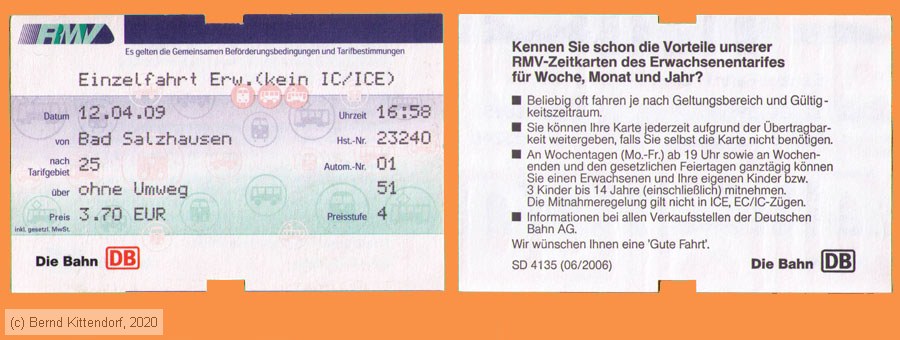 RMV
Es gelten die Gemeinsamen Beförderungsbedingungen und Tarifbestimmungen
Einzelfahrt Erw.(kein IC/ICE)
Datum 12.04.09 Uhrzeit 16:58
von Bad Salzhausen Hst.-Nr. 23240
nach
Tarifgebiet 25 Autom.-Nr. 01
über ohne Umweg 51
Preis 3.70 EUR Preisstufe 4
inkl. gesetzl. MwSt.
Die Bahn DB
Kennen Sie schon die Vorteile unserer
RMV-Zeitkarten des Erwachsenentarifes
für Woche, Monat und Jahr?
■ Beliebig oft fahren je nach Geltungsbereich und Gültig-
keitszeitraum.
■ Sie können Ihre Karte jederzeit aufgrund der Übertragbar-
keit weitergeben, falls Sie selbst die Karte nicht benötigen.
■ An Wochentagen (Mo.-Fr.) ab 19 Uhr sowie an Wochen-
enden und den gesetzlichen Feiertagen ganztägig können
Sie einen Erwachsenen und Ihre eigenen Kinder bzw.
3 Kinder bis 14 Jahre (einschließlich) mitnehmen.
Die Mitnahmeregelung gilt nicht in ICE, EC/IC-Zügen.
■ Informationen bei allen Verkaufsstellen der Deutschen
Bahn AG.
Wir wünschen Ihnen eine 'Gute Fahrt'.
SD 4135 (06/2006) Die Bahn DB
(c) Bernd Kittendorf, 2020